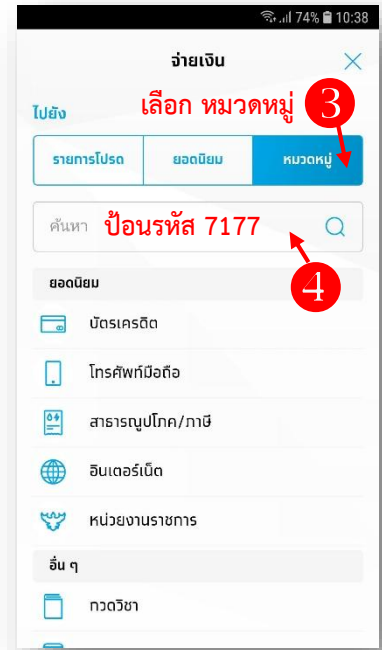 74% 10:38
จ่ายเงิน
ไปยัง เลือก หมวดหมู่ 3
รายการโปรด ยอดนิยม หมวดหมู่
ค้นหา ป้อนรหัส 7177
4
ยอดนิยม
บัตรเครดิต
โทรศัพท์มือถือ
สาธารณูปโภค/ภาษี
อินเตอร์เน็ต
หน่วยงานราชการ
อื่น ๆ
กวดวิชา